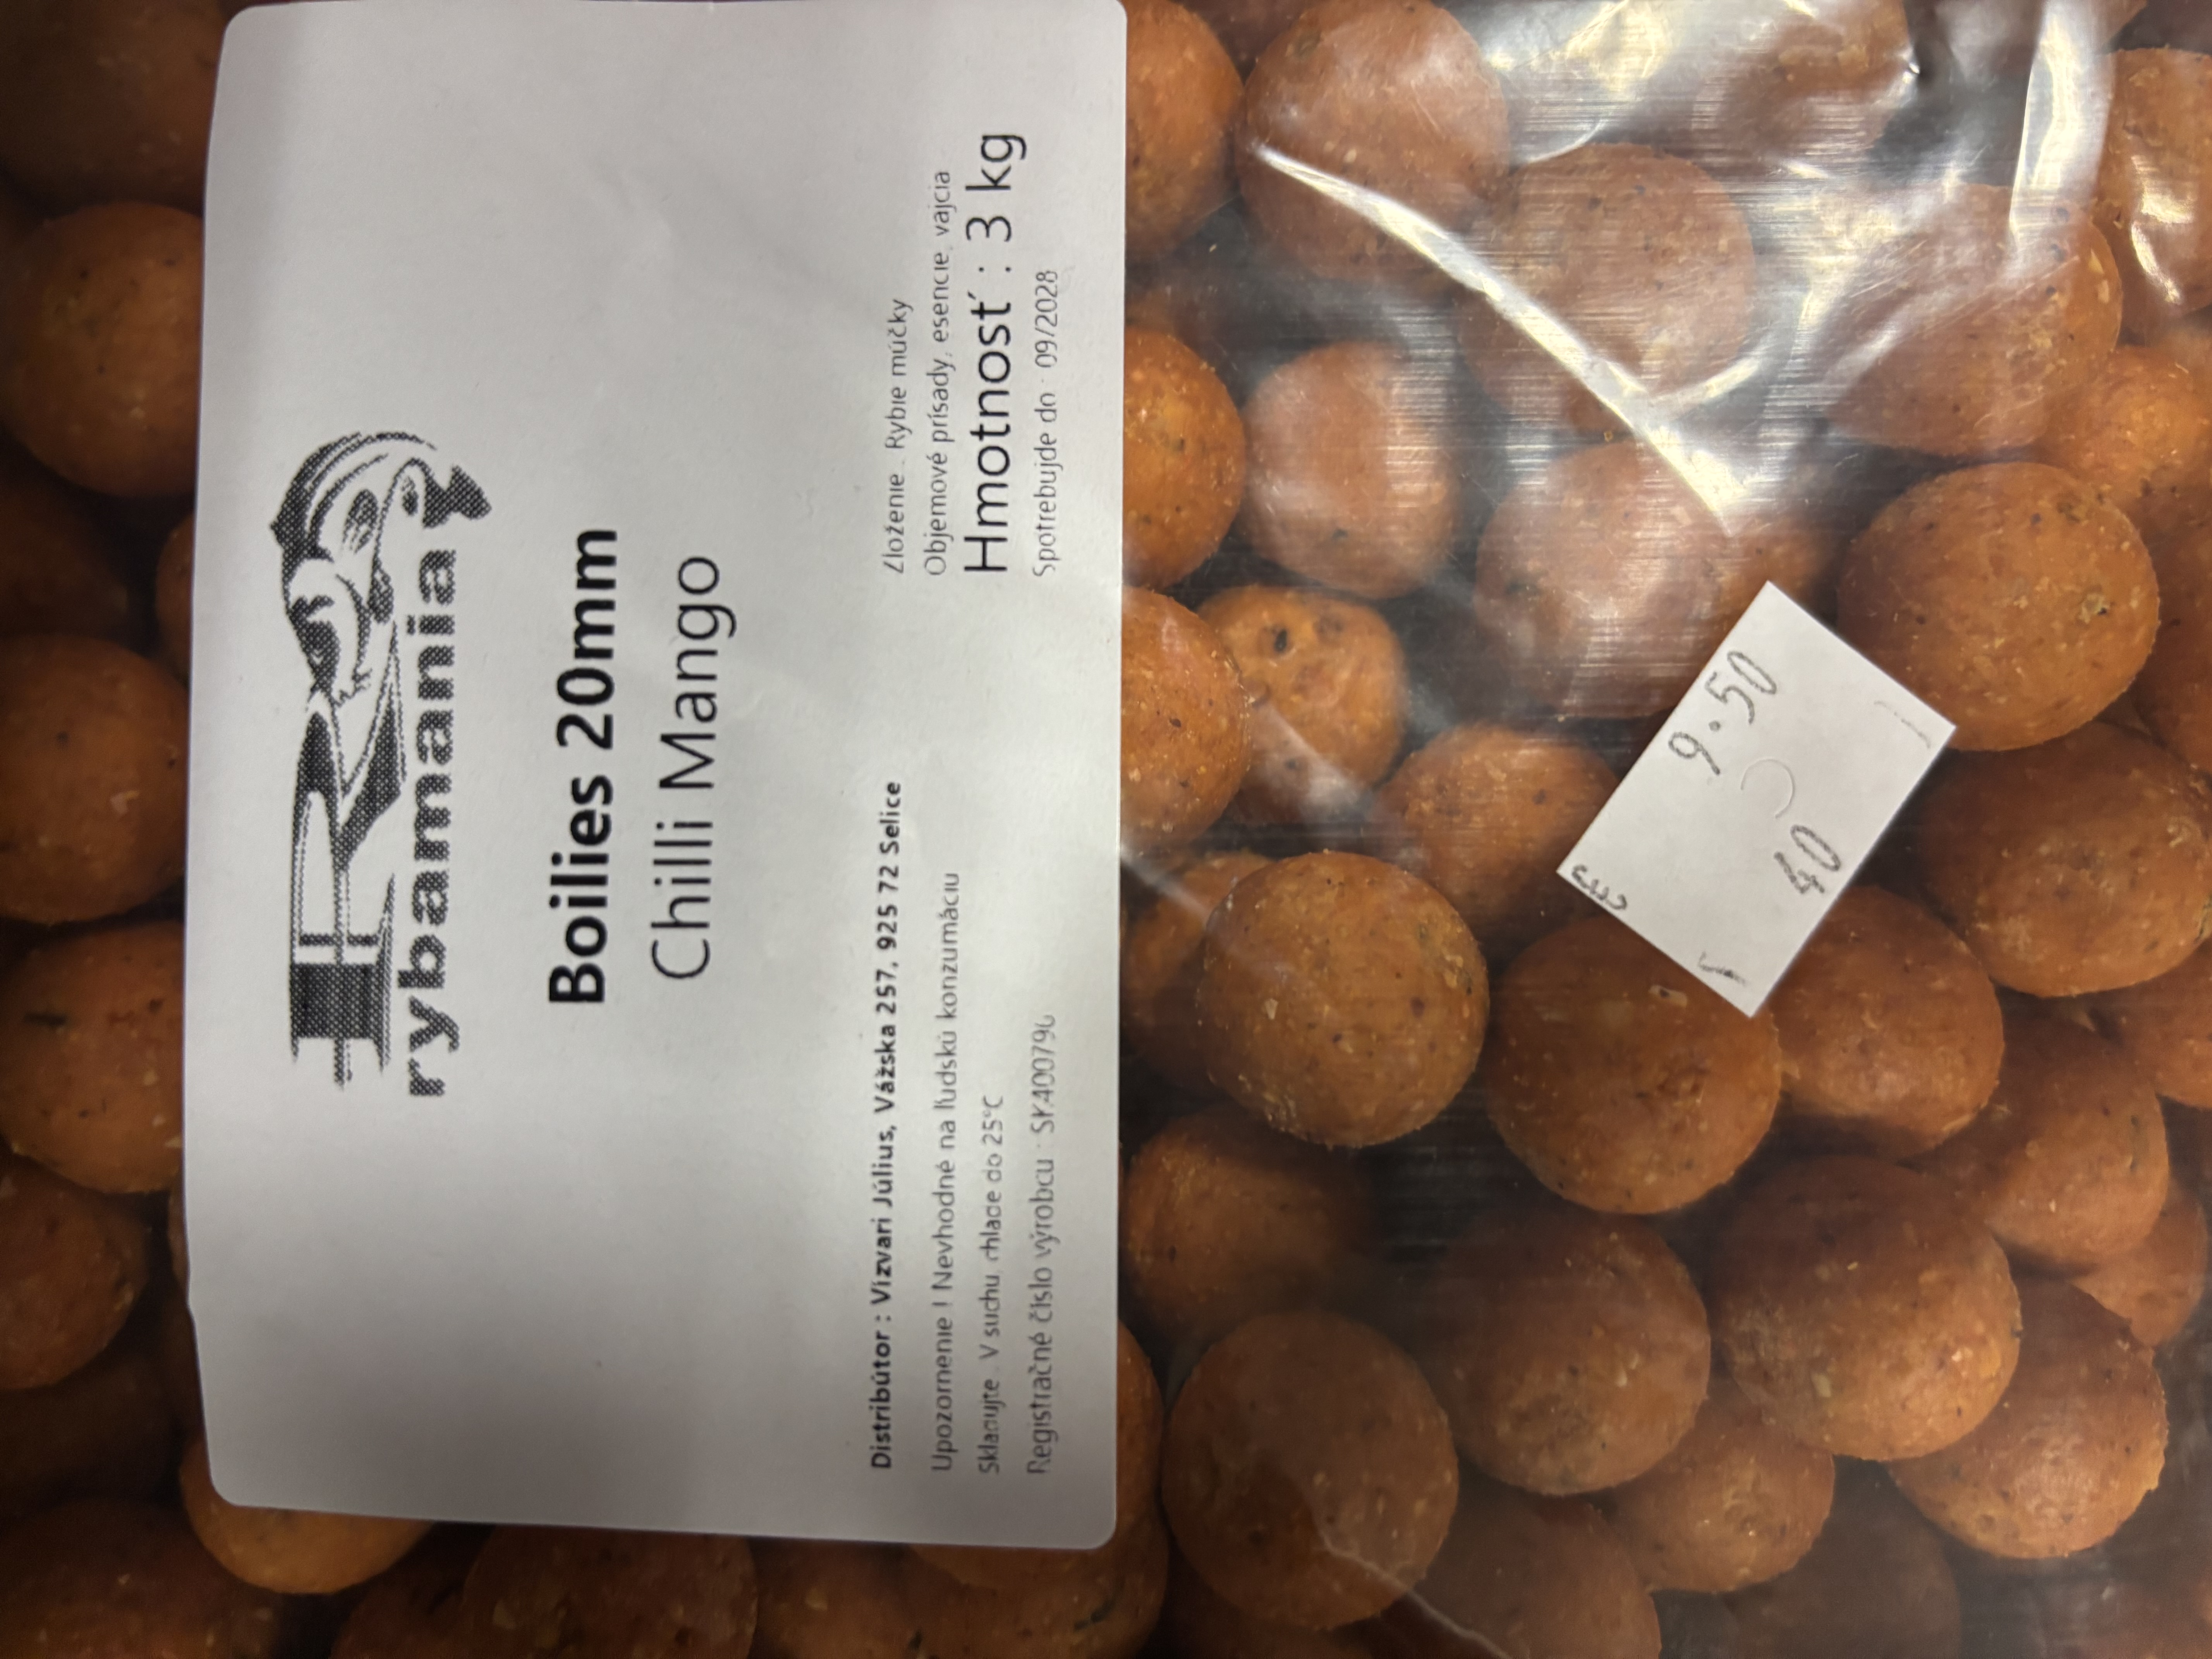 rybamania
Boilies 20mm
Chilli Mango
Distribútor : Vizvari Július, Vážska 257, 925 72 Selice
Upozornenie ! Nevhodné na ľudskú konzumáciu
Skladujte : V suchu, chlade do 25°C
Registračné číslo výrobcu : SK400796
Zloženie : Rybie múčky
Objemové prísady, esencie, vajcia
Hmotnosť : 3 kg
Spotrebujde do : 09/2028
9.50
40